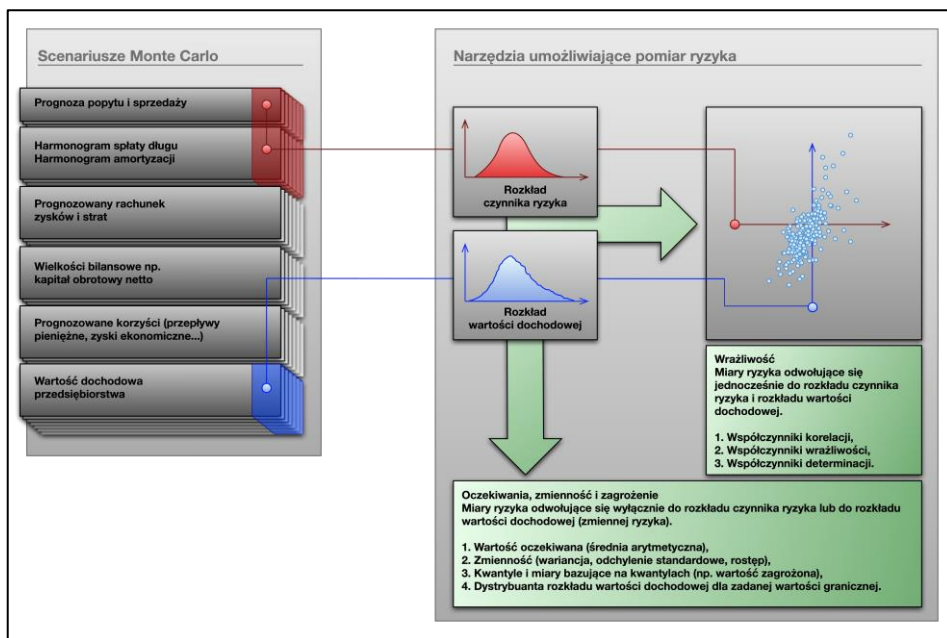 Scenariusze Monte Carlo
Prognoza popytu i sprzedaży
Harmonogram spłaty długu
Harmonogram amortyzacji
Prognozowany rachunek
zysków i strat
Wielkości bilansowe np.
kapitał obrotowy netto
Prognozowane korzyści (przepływy
pieniężne, zyski ekonomiczne...)
Wartość dochodowa
przedsiębiorstwa
Narzędzia umożliwiające pomiar ryzyka
Rozkład
czynnika ryzyka
Rozkład
wartości dochodowej
Wrażliwość
Miary ryzyka odwołujące się
jednocześnie do rozkładu czynnika
ryzyka i rozkładu wartości
dochodowej.
1. Współczynniki korelacji,
2. Współczynniki wrażliwości,
3. Współczynniki determinacji.
Oczekiwania, zmienność i zagrożenie
Miary ryzyka odwołujące się wyłącznie do rozkładu czynnika ryzyka lub do rozkładu
wartości dochodowej (zmiennej ryzyka).
1. Wartość oczekiwana (średnia arytmetyczna),
2. Zmienność (wariancja, odchylenie standardowe, rostęp),
3. Kwantyle i miary bazujące na kwantylach (np. wartość zagrożona),
4. Dystrybuanta rozkładu wartości dochodowej dla zadanej wartości granicznej.